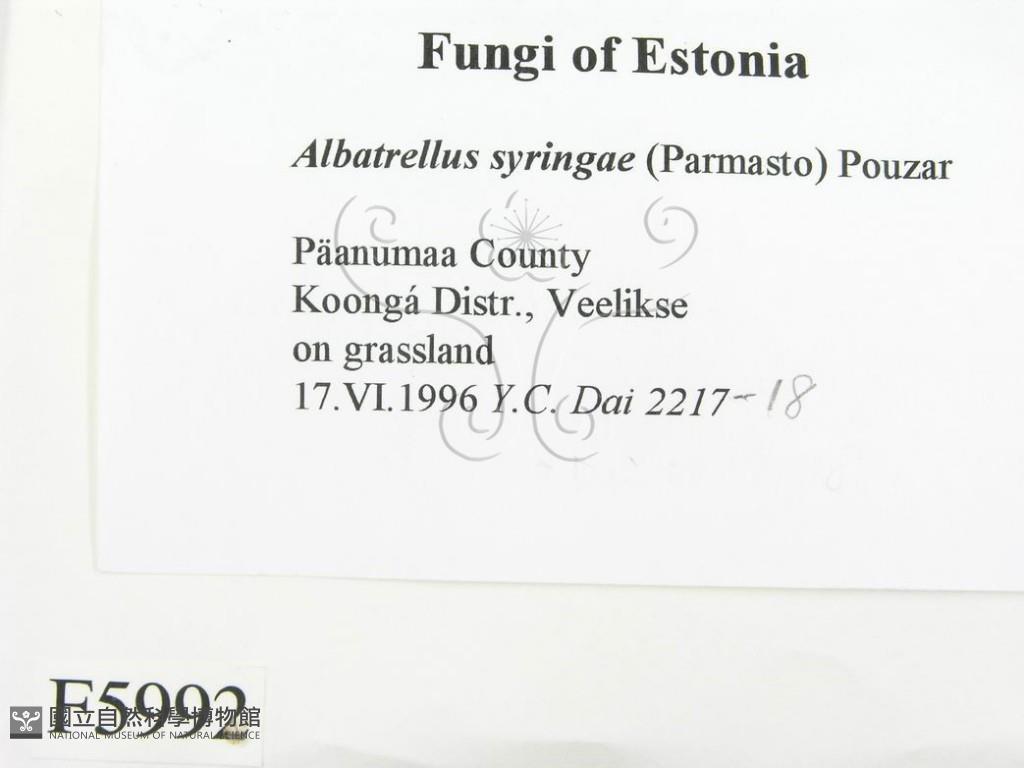 Fungi of Estonia
Albatrellus syringae (Parmasto) Pouzar
Päanumaa County
Koongá Distr., Veelikse
on grassland
17.VI.1996 Y.C. Dai 2217-18
F5992
國立自然科學博物館
NATIONAL MUSEUM OF NATURAL SCIENCE